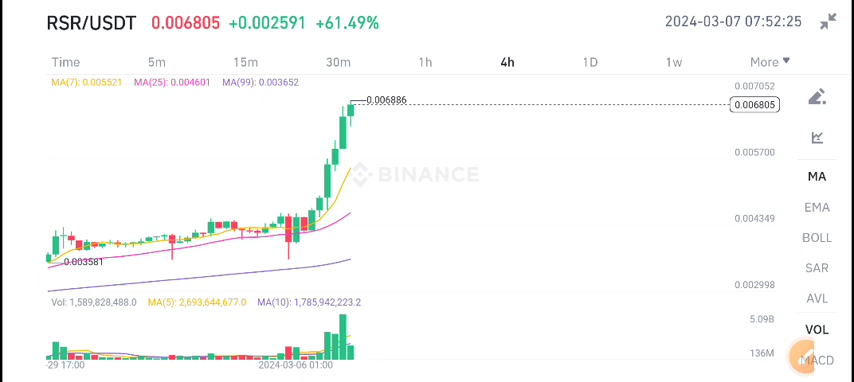 RSR/USDT 0.006805 +0.002591 +61.49% 2024-03-07 07:52:25
Time 5m 15m 30m 1h 4h 1D 1w More
MA(7): 0.005521 MA(25): 0.004601 MA(99): 0.003652
0.007052
0.006886
0.006805
BINANCE
0.005700
0.004349
0.003581
0.002998
MA
EMA
BOLL
SAR
AVL
VOL
MACD
Vol: 1,589,828,488.0 MA(5): 2,693,644,677.0 MA(10): 1,785,942,223.2
5.09B
136M
29 17:00 2024-03-06 01:00